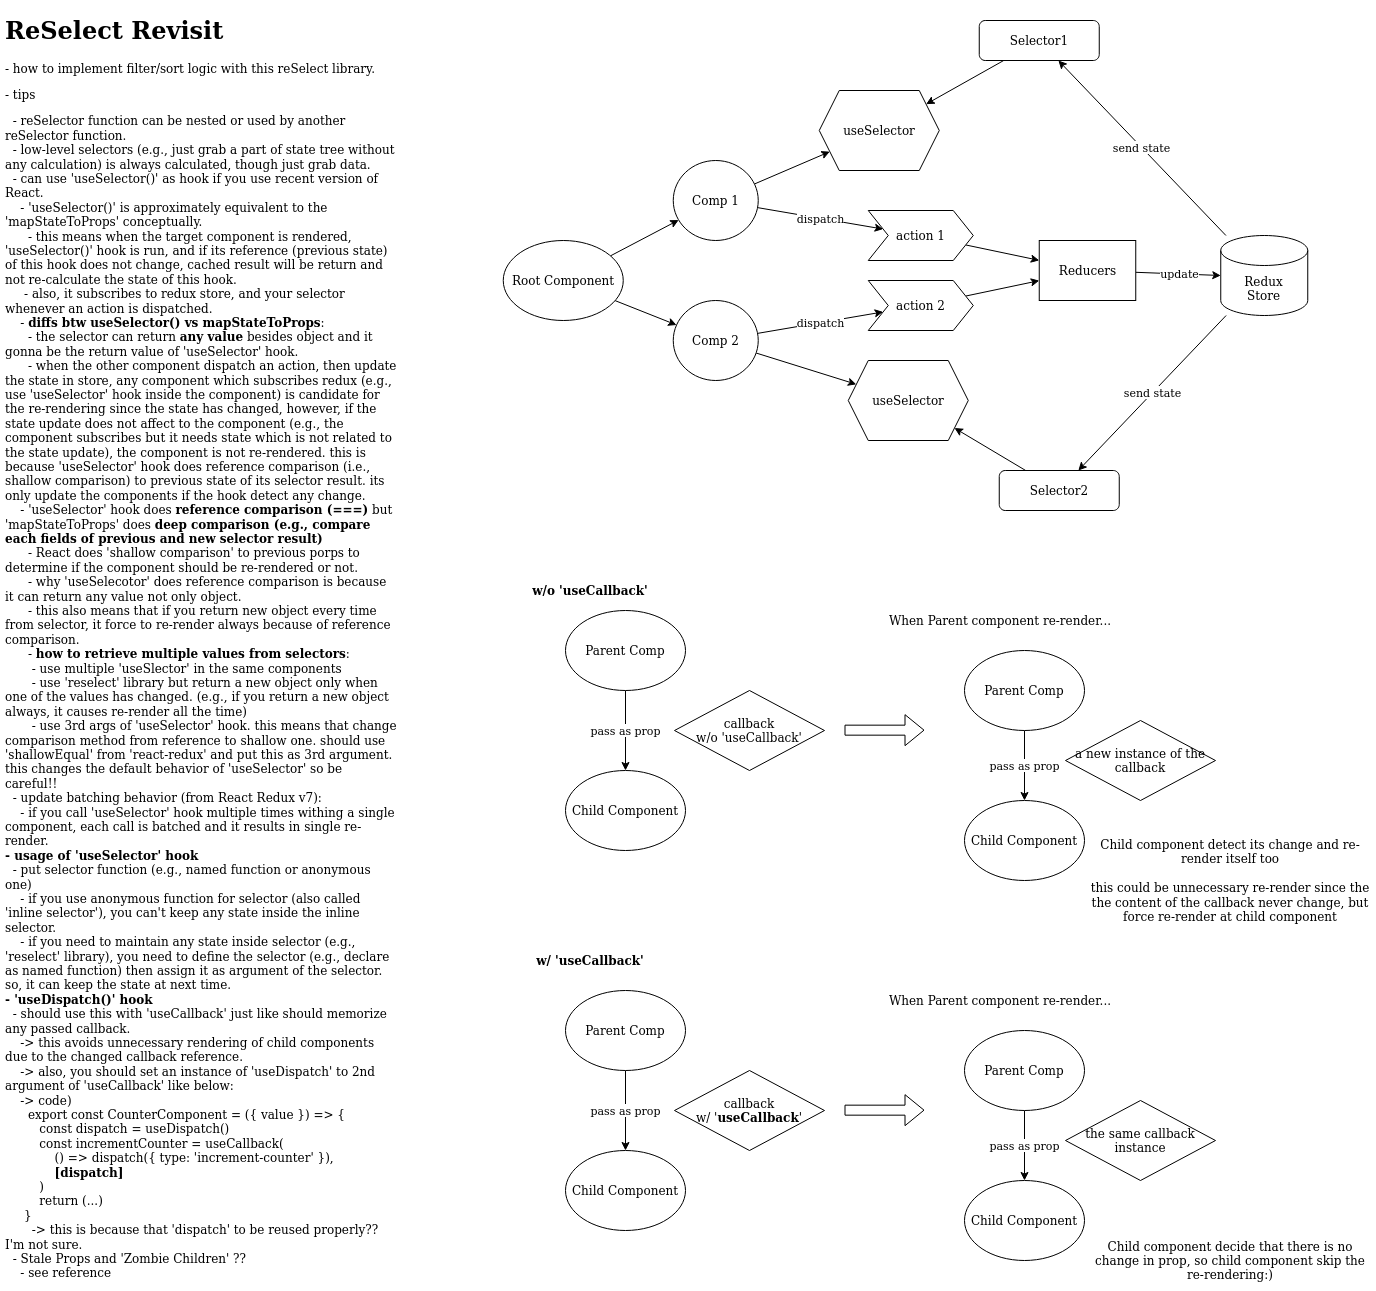 ReSelect Revisit
- how to implement filter/sort logic with this reSelect library.
- tips
- reSelector function can be nested or used by another
reSelector function.
- low-level selectors (e.g., just grab a part of state tree without
any calculation) is always calculated, though just grab data.
- can use 'useSelector()' as hook if you use recent version of
React.
- 'useSelector()' is approximately equivalent to the
'mapStateToProps' conceptually.
- this means when the target component is rendered,
'useSelector()' hook is run, and if its reference (previous state)
of this hook does not change, cached result will be return and
not re-calculate the state of this hook.
- also, it subscribes to redux store, and your selector
whenever an action is dispatched.
- diffs btw useSelector() vs mapStateToProps:
- the selector can return any value besides object and it
gonna be the return value of 'useSelector' hook.
- when the other component dispatch an action, then update
the state in store, any component which subscribes redux (e.g.,
use 'useSelector' hook inside the component) is candidate for
the re-rendering since the state has changed, however, if the
state update does not affect to the component (e.g., the
component subscribes but it needs state which is not related to
the state update), the component is not re-rendered. this is
because 'useSelector' hook does reference comparison (i.e.,
shallow comparison) to previous state of its selector result. its
only update the components if the hook detect any change.
- 'useSelector' hook does reference comparison (===) but
'mapStateToProps' does deep comparison (e.g., compare
each fields of previous and new selector result)
- React does 'shallow comparison' to previous porps to
determine if the component should be re-rendered or not.
- why 'useSelecotor' does reference comparison is because
it can return any value not only object.
- this also means that if you return new object every time
from selector, it force to re-render always because of reference
comparison.
- how to retrieve multiple values from selectors:
- use multiple 'useSlector' in the same components
- use 'reselect' library but return a new object only when
one of the values has changed. (e.g., if you return a new object
always, it causes re-render all the time)
- use 3rd args of 'useSelector' hook. this means that change
comparison method from reference to shallow one. should use
'shallowEqual' from 'react-redux' and put this as 3rd argument.
this changes the default behavior of 'useSelector' so be
careful!!
- update batching behavior (from React Redux v7):
- if you call 'useSelector' hook multiple times withing a single
component, each call is batched and it results in single re-
render.
- usage of 'useSelector' hook
- put selector function (e.g., named function or anonymous
one)
- if you use anonymous function for selector (also called
'inline selector'), you can't keep any state inside the inline
selector.
- if you need to maintain any state inside selector (e.g.,
'reselect' library), you need to define the selector (e.g., declare
as named function) then assign it as argument of the selector.
so, it can keep the state at next time.
- 'useDispatch()' hook
- should use this with 'useCallback' just like should memorize
any passed callback.
-> this avoids unnecessary rendering of child components
due to the changed callback reference.
-> also, you should set an instance of 'useDispatch' to 2nd
argument of 'useCallback' like below:
-> code)
export const CounterComponent = ({ value }) => {
const dispatch = useDispatch()
const incrementCounter = useCallback(
() => dispatch({ type: 'increment-counter' }),
[dispatch]
)
return (...)
}
-> this is because that 'dispatch' to be reused properly??
I'm not sure.
- Stale Props and 'Zombie Children' ??
- see reference
Selector1
useSelector
send state
Comp 1
dispatch
action 1
Root Component
Reducers
update
Redux
Store
action 2
dispatch
Comp 2
useSelector
send state
Selector2
w/o 'useCallback'
Parent Comp
pass as prop
callback
w/o 'useCallback'
Child Component
When Parent component re-render...
Parent Comp
pass as prop
a new instance of the
callback
Child Component
Child component detect its change and re-
render itself too
this could be unnecessary re-render since the
the content of the callback never change, but
force re-render at child component
w/ 'useCallback'
Parent Comp
pass as prop
callback
w/ 'useCallback'
Child Component
When Parent component re-render...
Parent Comp
pass as prop
the same callback
instance
Child Component
Child component decide that there is no
change in prop, so child component skip the
re-rendering:)